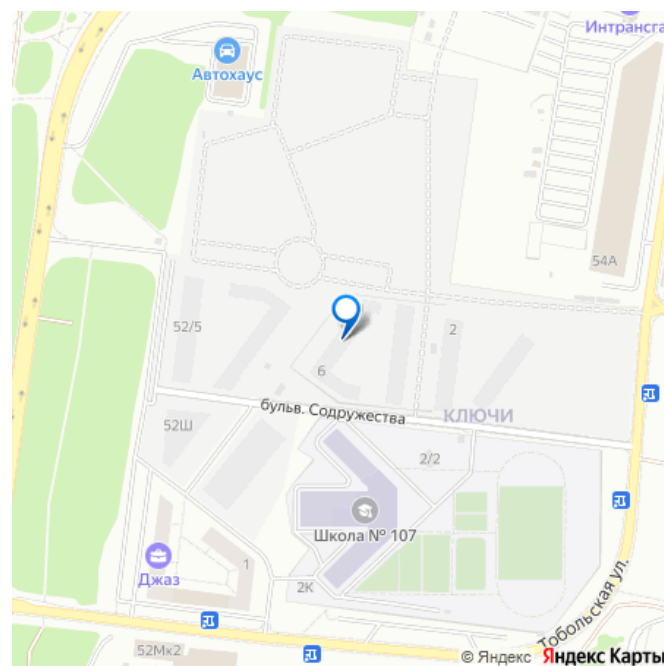 Интрансга
Автохаус
54А
52/5
2
6
бульв. Содружества
КЛЮЧИ
52Ш
2/2
Школа № 107
Джаз
1
2К
Тобольская ул.
52Мк2
© Яндекс Яндекс Карты